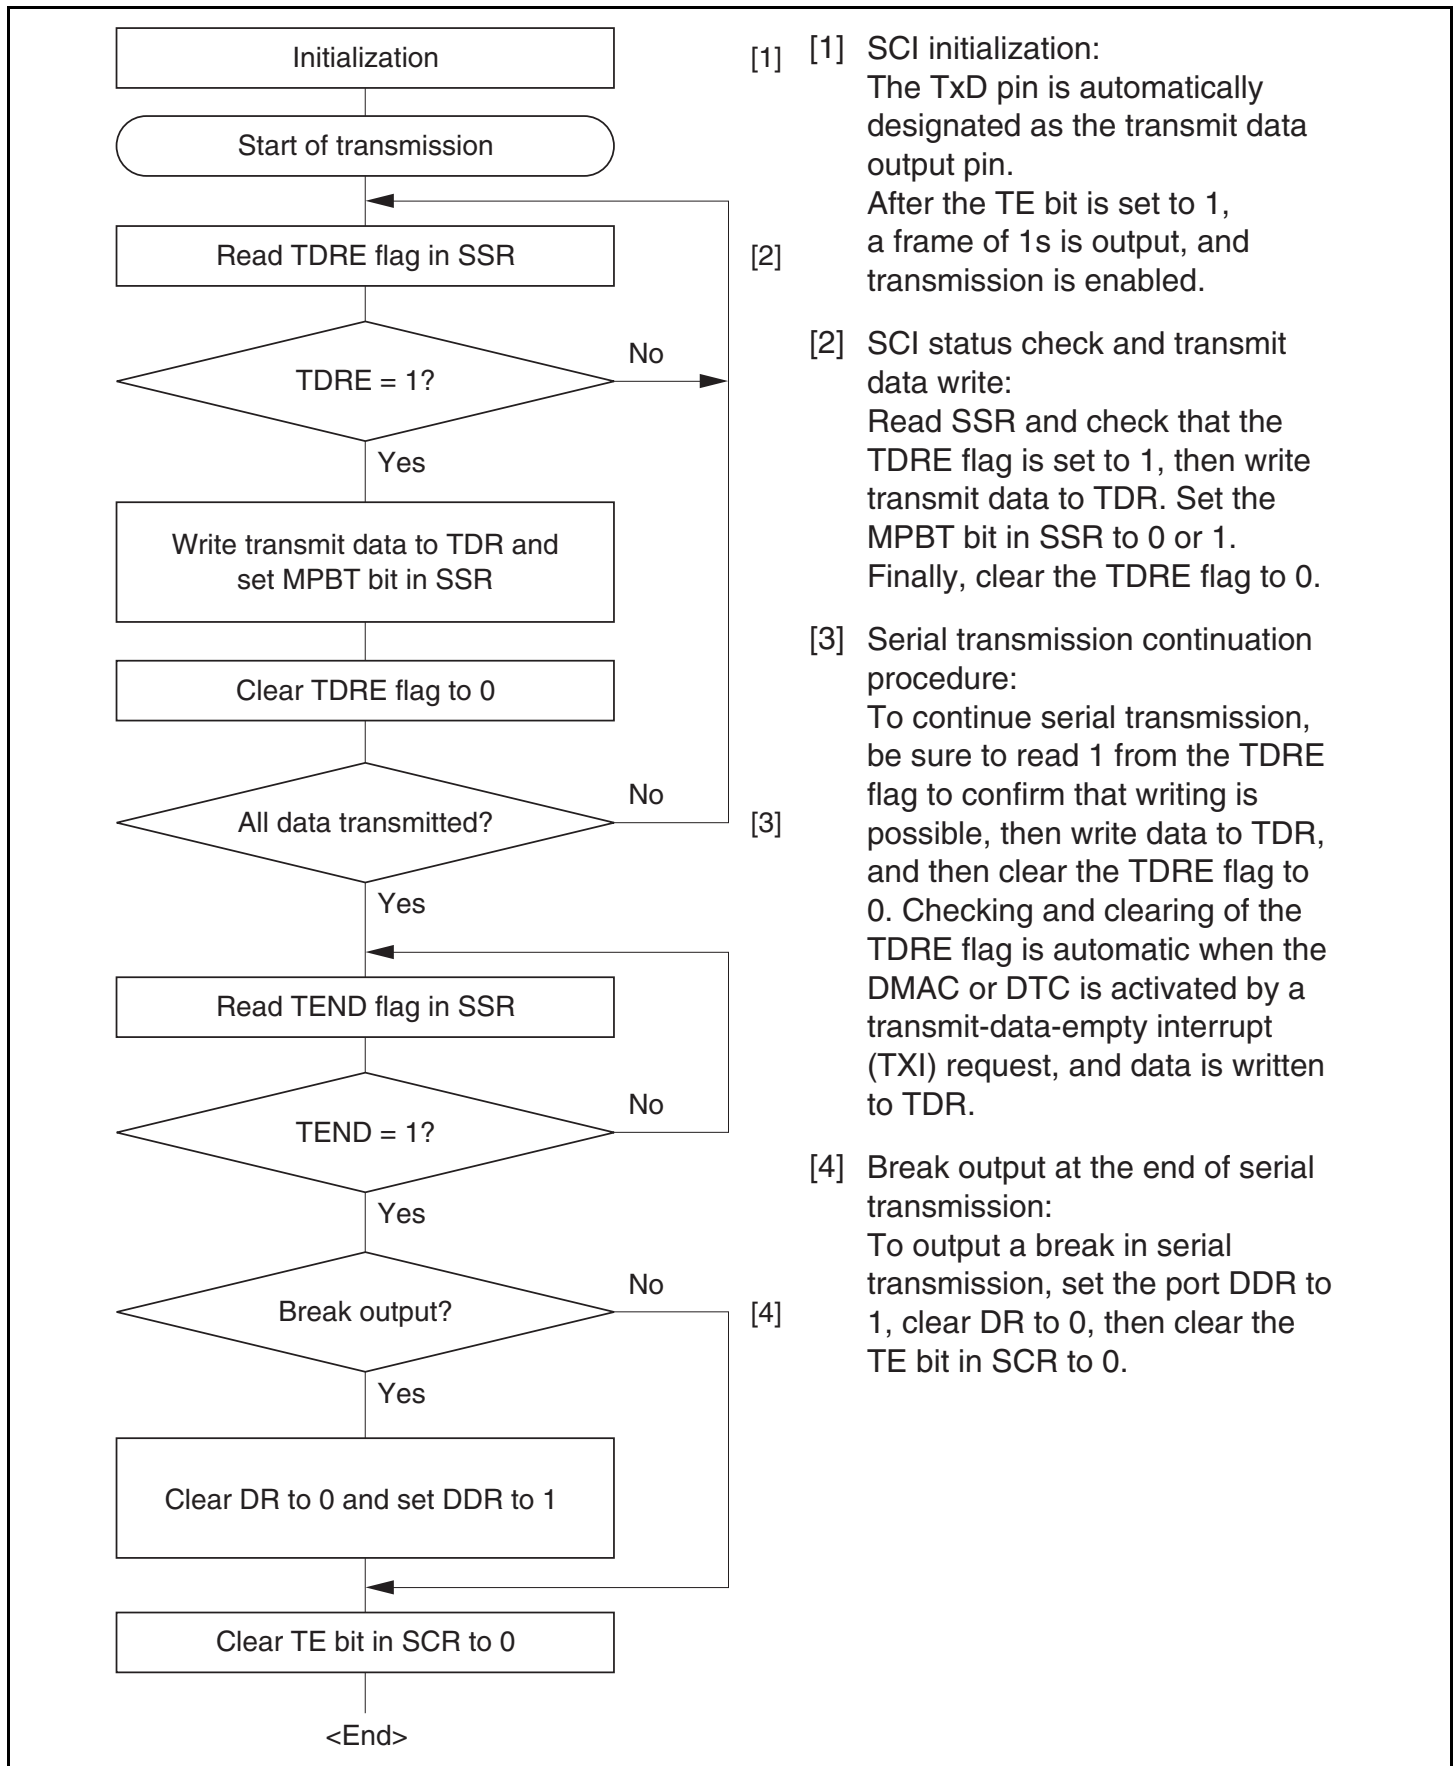 Initialization
[1]
Start of transmission
Read TDRE flag in SSR
[2]
TDRE = 1?
No
Yes
Write transmit data to TDR and
set MPBT bit in SSR
Clear TDRE flag to 0
All data transmitted?
No
[3]
Yes
Read TEND flag in SSR
TEND = 1?
No
Yes
Break output?
No
[4]
Yes
Clear DR to 0 and set DDR to 1
Clear TE bit in SCR to 0
<End>
[1] SCI initialization:
The TxD pin is automatically
designated as the transmit data
output pin.
After the TE bit is set to 1,
a frame of 1s is output, and
transmission is enabled.
[2] SCI status check and transmit
data write:
Read SSR and check that the
TDRE flag is set to 1, then write
transmit data to TDR. Set the
MPBT bit in SSR to 0 or 1.
Finally, clear the TDRE flag to 0.
[3] Serial transmission continuation
procedure:
To continue serial transmission,
be sure to read 1 from the TDRE
flag to confirm that writing is
possible, then write data to TDR,
and then clear the TDRE flag to
0. Checking and clearing of the
TDRE flag is automatic when the
DMAC or DTC is activated by a
transmit-data-empty interrupt
(TXI) request, and data is written
to TDR.
[4] Break output at the end of serial
transmission:
To output a break in serial
transmission, set the port DDR to
1, clear DR to 0, then clear the
TE bit in SCR to 0.